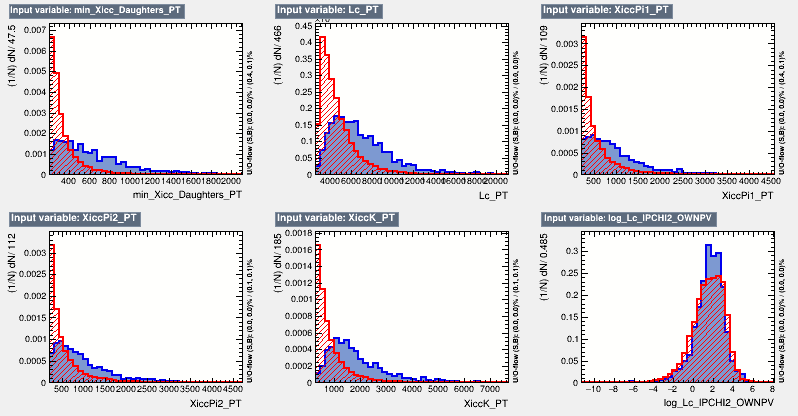 Input variable: min_Xicc_Daughters_PT
(1/N) dN/ 47.5
0.007
0.006
0.005
0.004
0.003
0.002
0.001
0
400 600 800 1000 1200 1400 1600 1800 2000
min_Xicc_Daughters_PT
U/O-flow (S,B): (0.0, 0.0)% / (0.4, 0.1)%
Input variable: Lc_PT
(1/N) dN/ 466
0.45
0.4
0.35
0.3
0.25
0.2
0.15
0.1
0.05
0
4000 6000 8000 10000 12000 14000 16000 18000 20000
Lc_PT
U/O-flow (S,B): (0.0, 0.0)% / (0.0, 0.0)%
Input variable: XiccPi1_PT
(1/N) dN/ 109
0.003
0.0025
0.002
0.0015
0.001
0.0005
0
500 1000 1500 2000 2500 3000 3500 4000 4500
XiccPi1_PT
U/O-flow (S,B): (0.0, 0.0)% / (0.4, 0.1)%
Input variable: XiccPi2_PT
(1/N) dN/ 112
0.003
0.0025
0.002
0.0015
0.001
0.0005
0
500 1000 1500 2000 2500 3000 3500 4000 4500
XiccPi2_PT
U/O-flow (S,B): (0.0, 0.0)% / (0.1, 0.1)%
Input variable: XiccK_PT
(1/N) dN/ 185
0.0018
0.0016
0.0014
0.0012
0.001
0.0008
0.0006
0.0004
0.0002
0
1000 2000 3000 4000 5000 6000 7000
XiccK_PT
U/O-flow (S,B): (0.0, 0.0)% / (0.1, 0.1)%
Input variable: log_Lc_IPCHI2_OWNPV
(1/N) dN/ 0.485
0.3
0.25
0.2
0.15
0.1
0.05
0
−10 −8 −6 −4 −2 0 2 4 6 8
log_Lc_IPCHI2_OWNPV
U/O-flow (S,B): (0.0, 0.0)% / (0.0, 0.0)%